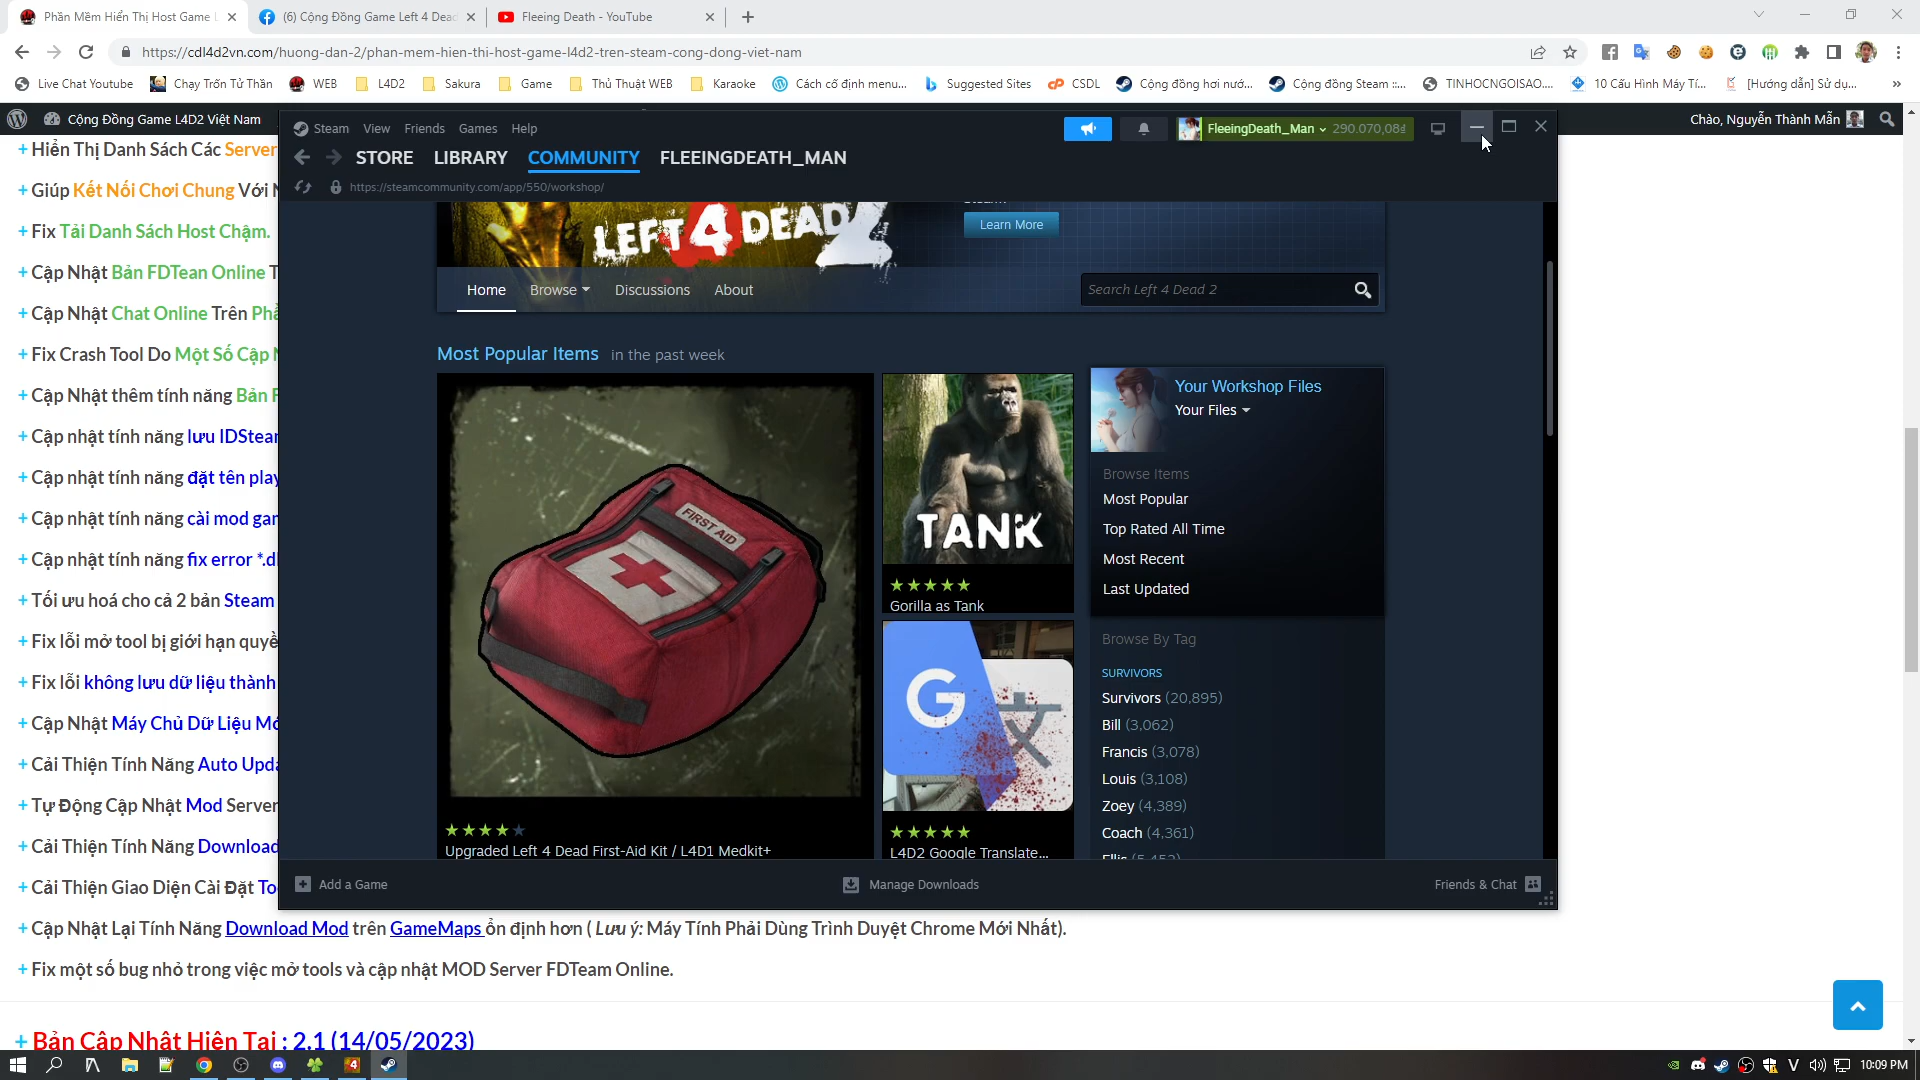 Phần Mềm Hiển Thị Host Game L
(6) Cộng Đồng Game Left 4 Dead
Fleeing Death - YouTube
https://cdl4d2vn.com/huong-dan-2/phan-mem-hien-thi-host-game-l4d2-tren-steam-cong-dong-viet-nam
Live Chat Youtube
Chạy Trốn Tử Thần
WEB
L4D2
Sakura
Game
Thủ Thuật WEB
Karaoke
Cách cố định menu...
Suggested Sites
CSDL
Cộng đồng hơi nướ...
Cộng đồng Steam ::...
TINHOCNGOISAO....
10 Cấu Hình Máy Tí...
[Hướng dẫn] Sử dụ...
Cộng Đồng Game L4D2 Việt Nam
Chào, Nguyễn Thành Mẫn
+ Hiển Thị Danh Sách Các Server
+ Giúp Kết Nối Chơi Chung Với
+ Fix Tải Danh Sách Host Chậm.
+ Cập Nhật Bản FDTean Online T
+ Cập Nhật Chat Online Trên Phầ
+ Fix Crash Tool Do Một Số Cập
+ Cập Nhật thêm tính năng Bản
+ Cập nhật tính năng lưu IDStea
+ Cập nhật tính năng đặt tên play
+ Cập nhật tính năng cài mod gar
+ Cập nhật tính năng fix error *.d
+ Tối ưu hoá cho cả 2 bản Steam
+ Fix lỗi mở tool bị giới hạn quyề
+ Fix lỗi không lưu dữ liệu thành
+ Cập Nhật Máy Chủ Dữ Liệu
+ Cải Thiện Tính Năng Auto Upda
+ Tự Động Cập Nhật Mod Server
+ Cải Thiện Tính Năng Download
+ Cải Thiện Giao Diện Cài Đặt To
+ Cập Nhật Lại Tính Năng Download Mod trên GameMaps ổn định hơn ( Lưu ý: Máy Tính Phải Dùng Trình Duyệt Chrome Mới Nhất).
+ Fix một số bug nhỏ trong việc mở tools và cập nhật MOD Server FDTeam Online.
+ Bản Cập Nhật Hiện Tại : 2.1 (14/05/2023)
Steam
View
Friends
Games
Help
FleeingDeath_Man
290.070,08₫
STORE
LIBRARY
COMMUNITY
FLEEINGDEATH_MAN
https://steamcommunity.com/app/550/workshop/
LEFT 4 DEAD 2
Learn More
Home
Browse
Discussions
About
Search Left 4 Dead 2
Most Popular Items in the past week
FIRST AID
Upgraded Left 4 Dead First-Aid Kit / L4D1 Medkit+
TANK
Gorilla as Tank
G
文
L4D2 Google Translate...
Your Workshop Files
Your Files
Browse Items
Most Popular
Top Rated All Time
Most Recent
Last Updated
Browse By Tag
SURVIVORS
Survivors (20,895)
Bill (3,062)
Francis (3,078)
Louis (3,108)
Zoey (4,389)
Coach (4,361)
Ellis (5,452)
Add a Game
Manage Downloads
Friends & Chat
V
10:09 PM